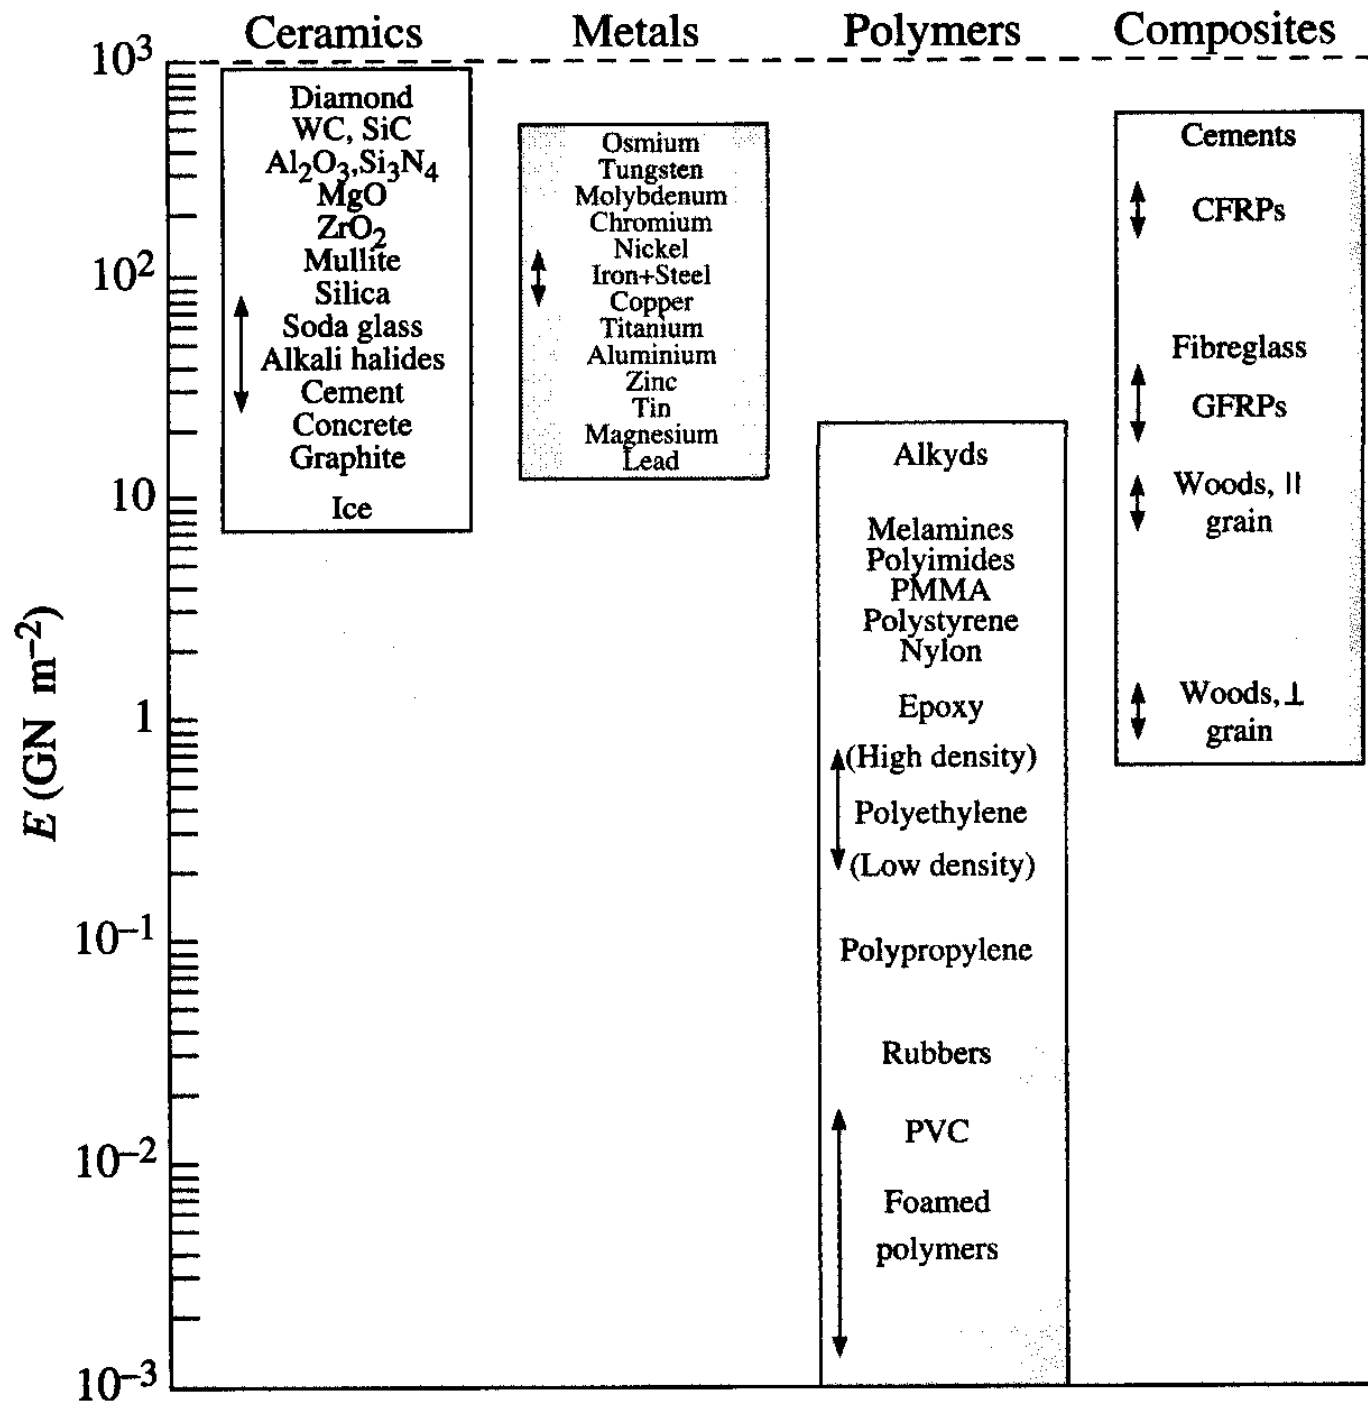 Ceramics
Metals
Polymers
Composites
10³
10²
10
1
10⁻¹
10⁻²
10⁻³
E (GN m⁻²)
Diamond
WC, SiC
Al₂O₃,Si₃N₄
MgO
ZrO₂
Mullite
Silica
Soda glass
Alkali halides
Cement
Concrete
Graphite
Ice
Osmium
Tungsten
Molybdenum
Chromium
Nickel
Iron+Steel
Copper
Titanium
Aluminium
Zinc
Tin
Magnesium
Lead
Alkyds
Melamines
Polyimides
PMMA
Polystyrene
Nylon
Epoxy
(High density)
Polyethylene
(Low density)
Polypropylene
Rubbers
PVC
Foamed
polymers
Cements
CFRPs
Fibreglass
GFRPs
Woods, ||
grain
Woods, ⊥
grain